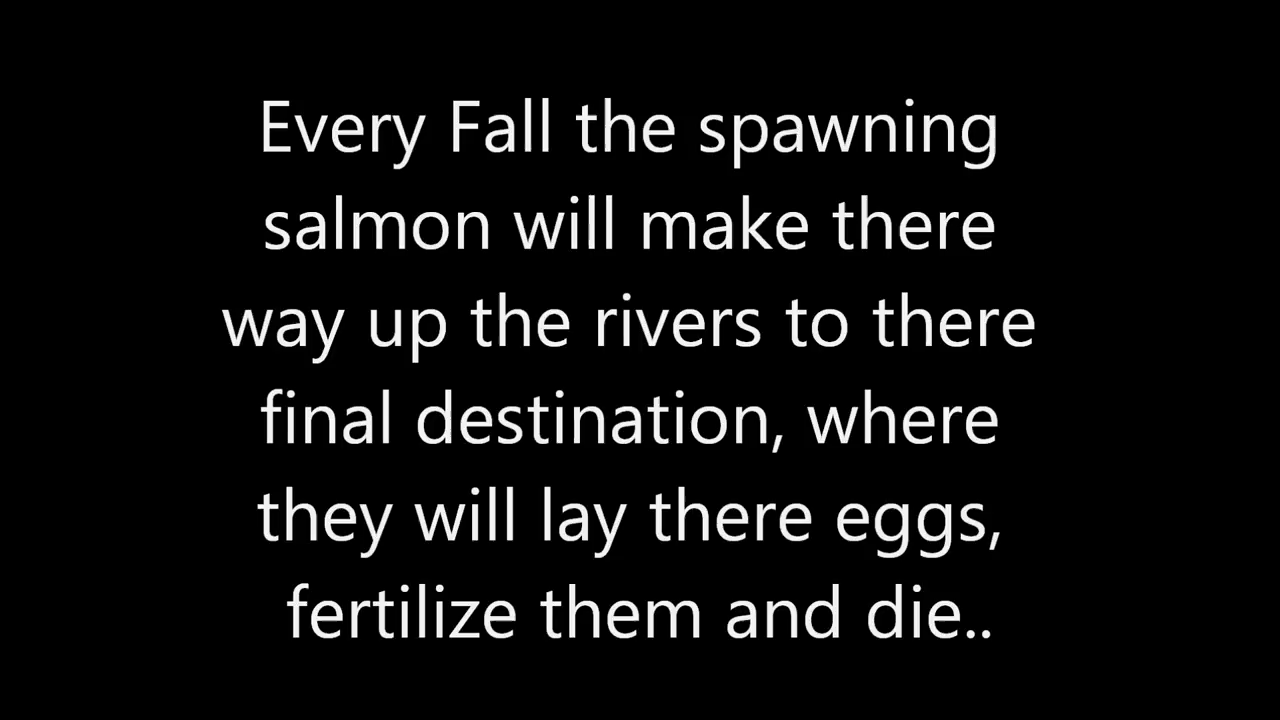 Every Fall the spawning
salmon will make there
way up the rivers to there
final destination, where
they will lay there eggs,
fertilize them and die..